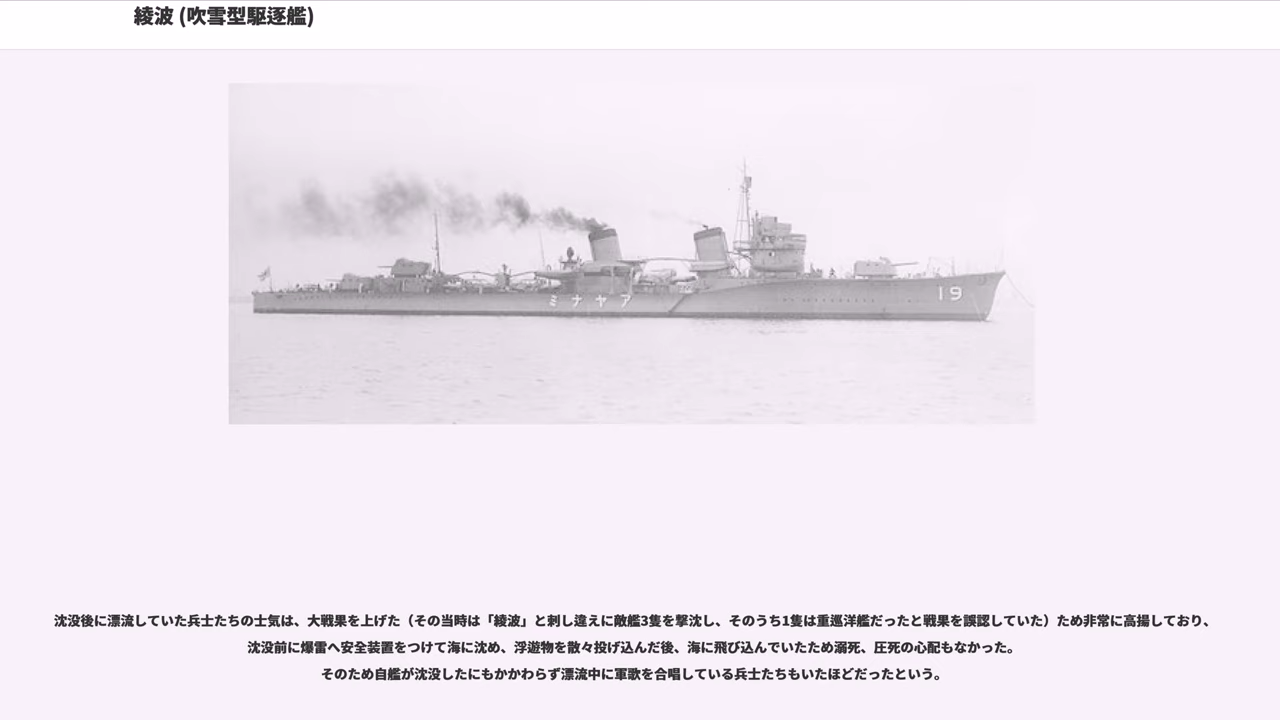 綾波 (吹雪型駆逐艦)
ミナヤア
19
沈没後に漂流していた兵士たちの士気は、大戦果を上げた（その当時は「綾波」と刺し違えに敵艦3隻を撃沈し、そのうち1隻は重巡洋艦だったと戦果を誤認していた）ため非常に高揚しており、
沈没前に爆雷へ安全装置をつけて海に沈め、浮遊物を散々投げ込んだ後、海に飛び込んでいたため溺死、圧死の心配もなかった。
そのため自艦が沈没したにもかかわらず漂流中に軍歌を合唱している兵士たちもいたほどだったという。